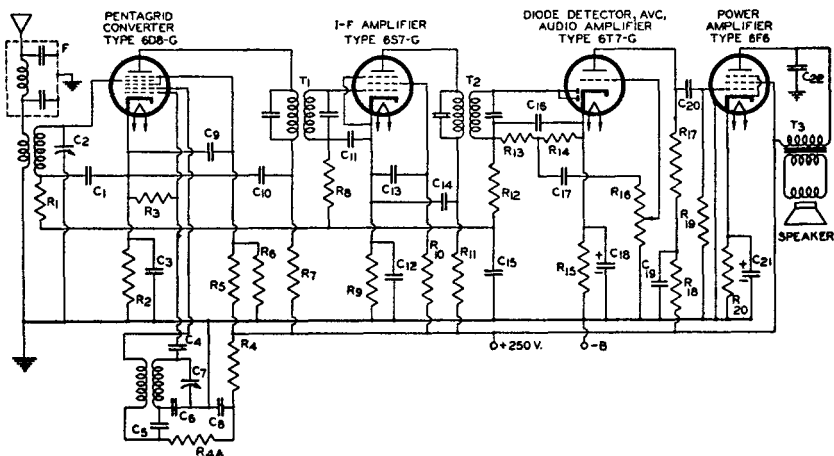 PENTAGRID
CONVERTER
TYPE 6D8-G
I-F AMPLIFIER
TYPE 6S7-G
DIODE DETECTOR, AVC,
AUDIO AMPLIFIER
TYPE 6T7-G
POWER
AMPLIFIER
TYPE 6F6
F
C2
C1
R1
C9
R3
C10
C3
R2
R5
R6
R7
T1
C11
R8
C13
C14
C12
R9
R10
R11
T2
C16
R13
R14
R12
C17
R16
C15
R15
+
–
C18
C19
R17
R18
C20
R19
R20
+
–
C21
C22
T3
SPEAKER
C4
C7
C6
C8
C5
R4
R4A
+250 V.
-B